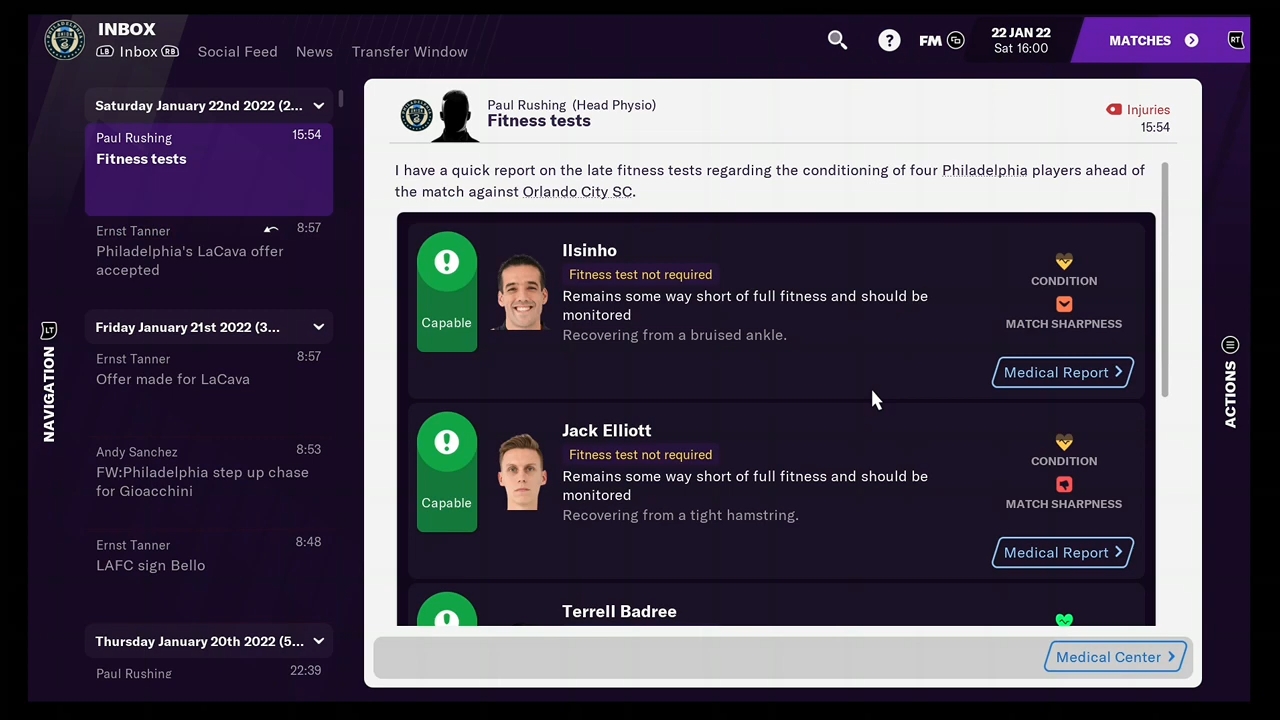 INBOX
LB Inbox RB
Social Feed
News
Transfer Window
FM
22 JAN 22
Sat 16:00
MATCHES
RT
Saturday January 22nd 2022 (2...
Paul Rushing 15:54
Fitness tests
Ernst Tanner 8:57
Philadelphia's LaCava offer
accepted
Friday January 21st 2022 (3...
Ernst Tanner 8:57
Offer made for LaCava
Andy Sanchez 8:53
FW:Philadelphia step up chase
for Gioacchini
Ernst Tanner 8:48
LAFC sign Bello
Thursday January 20th 2022 (5...
Paul Rushing 22:39
LT
NAVIGATION
Paul Rushing (Head Physio)
Fitness tests
Injuries
15:54
I have a quick report on the late fitness tests regarding the conditioning of four Philadelphia players ahead of
the match against Orlando City SC.
Capable
Ilsinho
Fitness test not required
Remains some way short of full fitness and should be
monitored
Recovering from a bruised ankle.
CONDITION
MATCH SHARPNESS
Medical Report
Capable
Jack Elliott
Fitness test not required
Remains some way short of full fitness and should be
monitored
Recovering from a tight hamstring.
CONDITION
MATCH SHARPNESS
Medical Report
Terrell Badree
Medical Center
ACTIONS